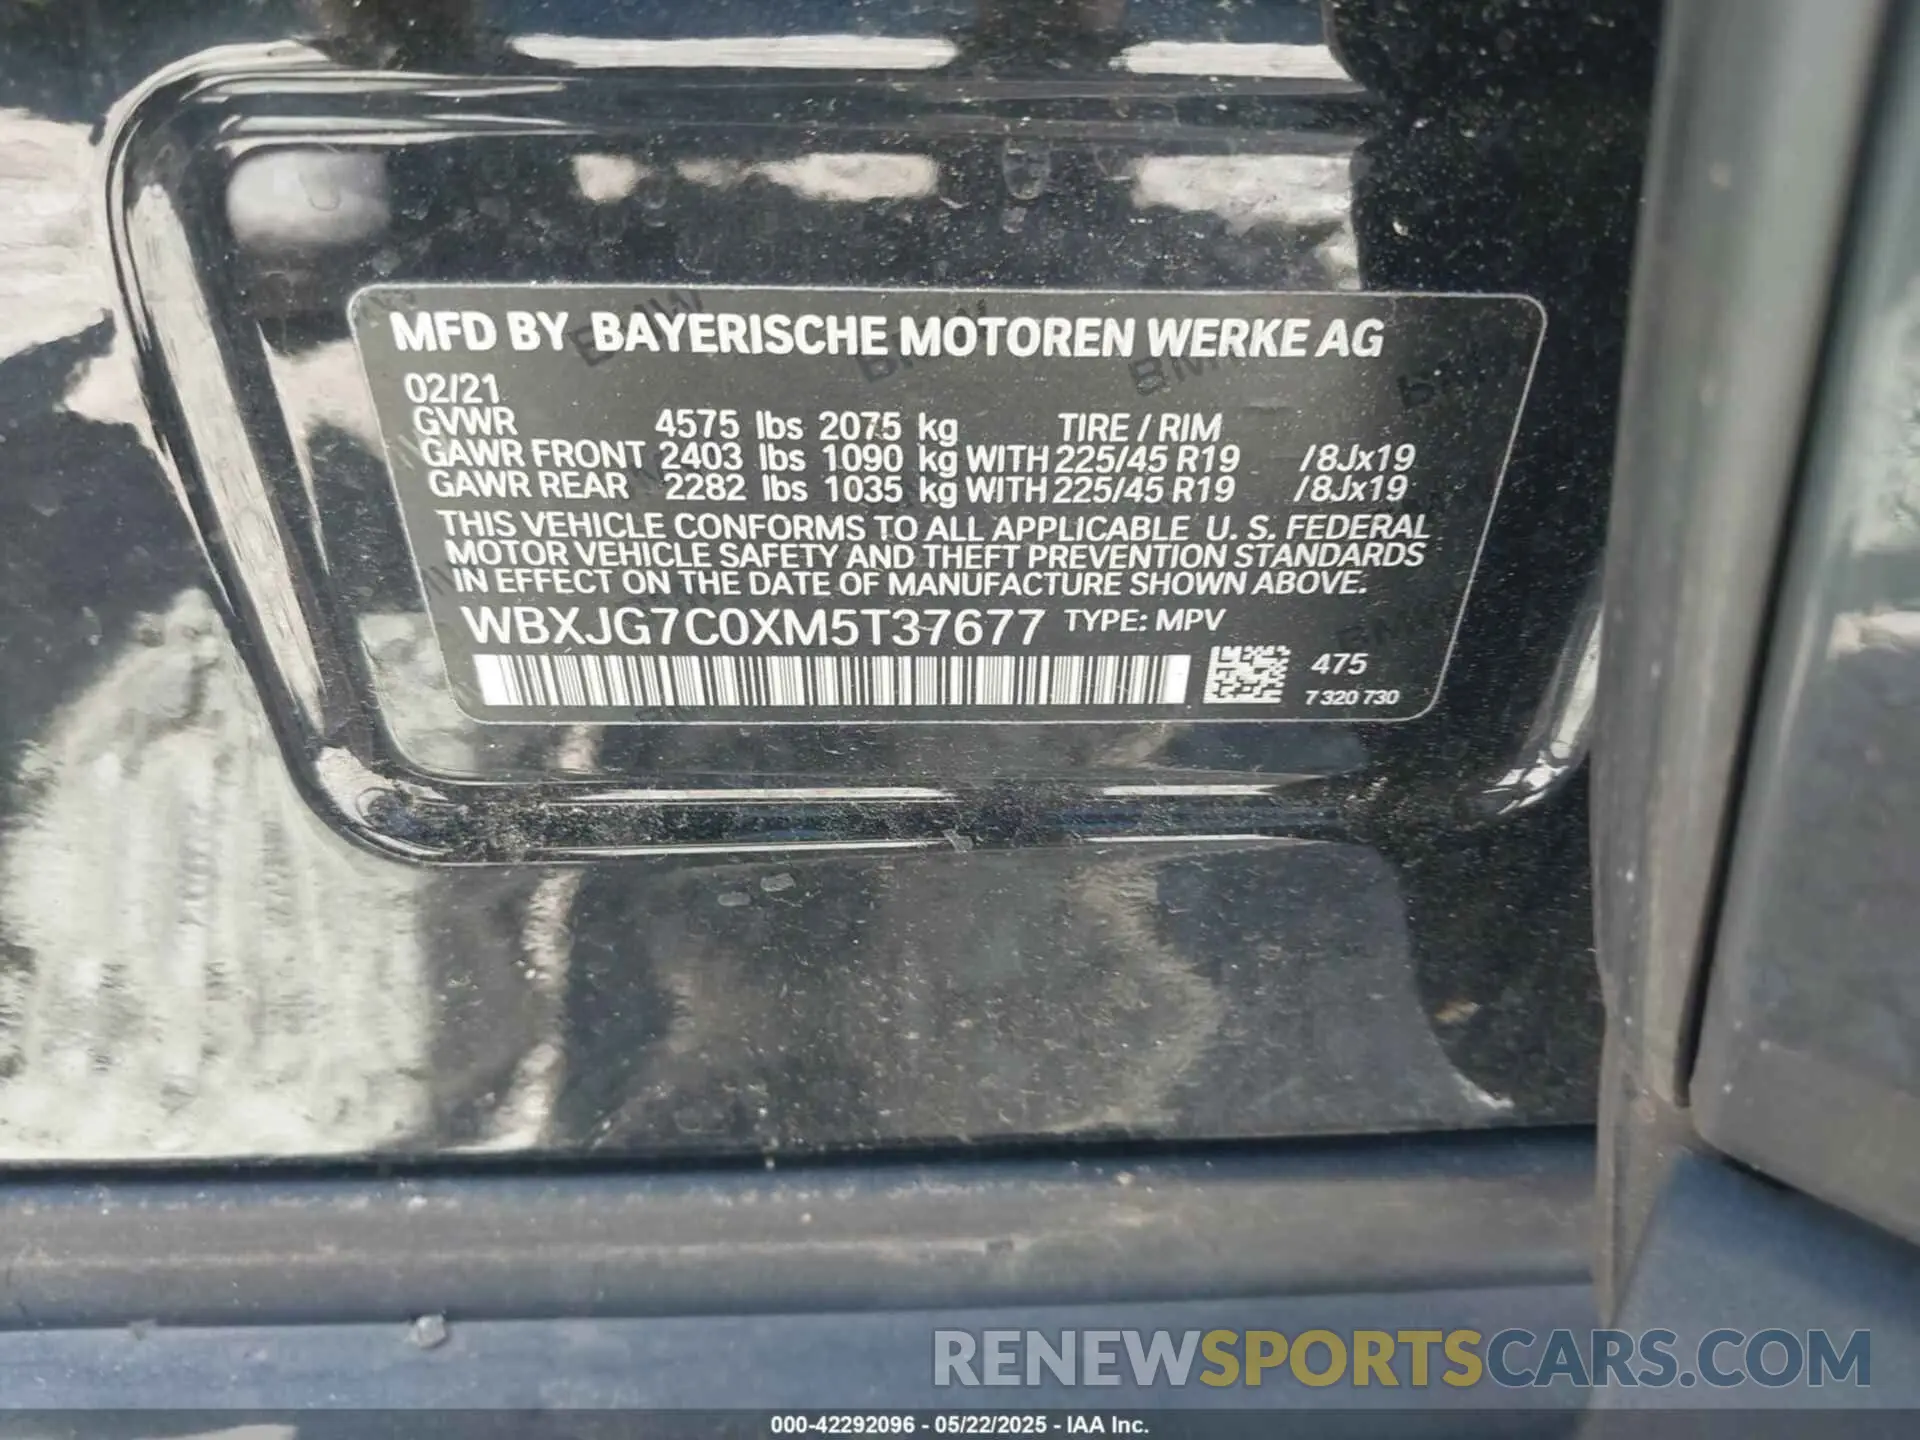 MFD BY BAYERISCHE MOTOREN WERKE AG
02/21
GVWR 4575 lbs 2075 kg TIRE / RIM
GAWR FRONT 2403 lbs 1090 kg WITH 225/45 R19 /8Jx19
GAWR REAR 2282 lbs 1035 kg WITH 225/45 R19 /8Jx19
THIS VEHICLE CONFORMS TO ALL APPLICABLE U. S. FEDERAL
MOTOR VEHICLE SAFETY AND THEFT PREVENTION STANDARDS
IN EFFECT ON THE DATE OF MANUFACTURE SHOWN ABOVE.
WBXJG7C0XM5T37677 TYPE: MPV
475
7 320 730
RENEWSPORTSCARS.COM
000-42292096 - 05/22/2025 - IAA Inc.